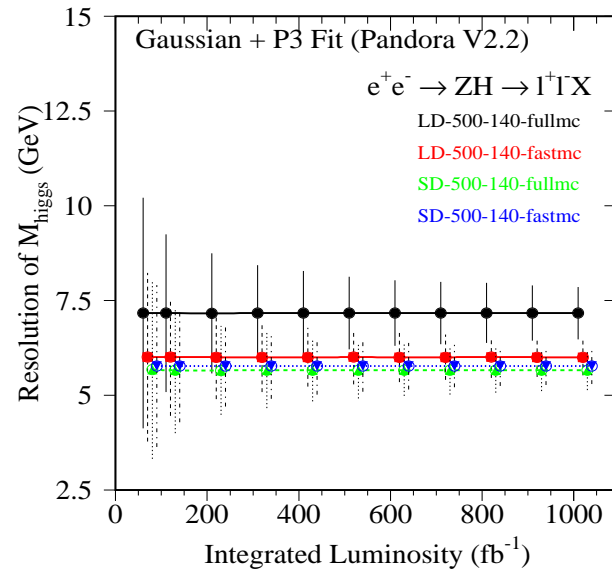 Gaussian + P3 Fit (Pandora V2.2)
e⁺e⁻ → ZH → l⁺l⁻X
LD-500-140-fullmc
LD-500-140-fastmc
SD-500-140-fullmc
SD-500-140-fastmc
Resolution of M_higgs (GeV)
15
12.5
10
7.5
5
2.5
0 200 400 600 800 1000
Integrated Luminosity (fb⁻¹)